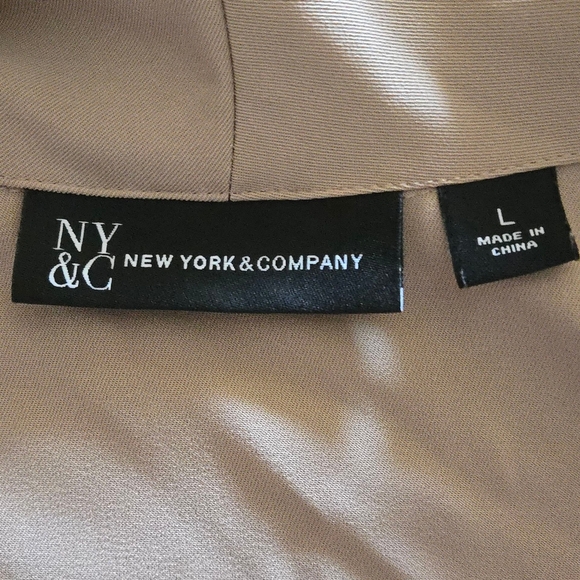 NY
&C
NEW YORK & COMPANY
L
MADE IN
CHINA